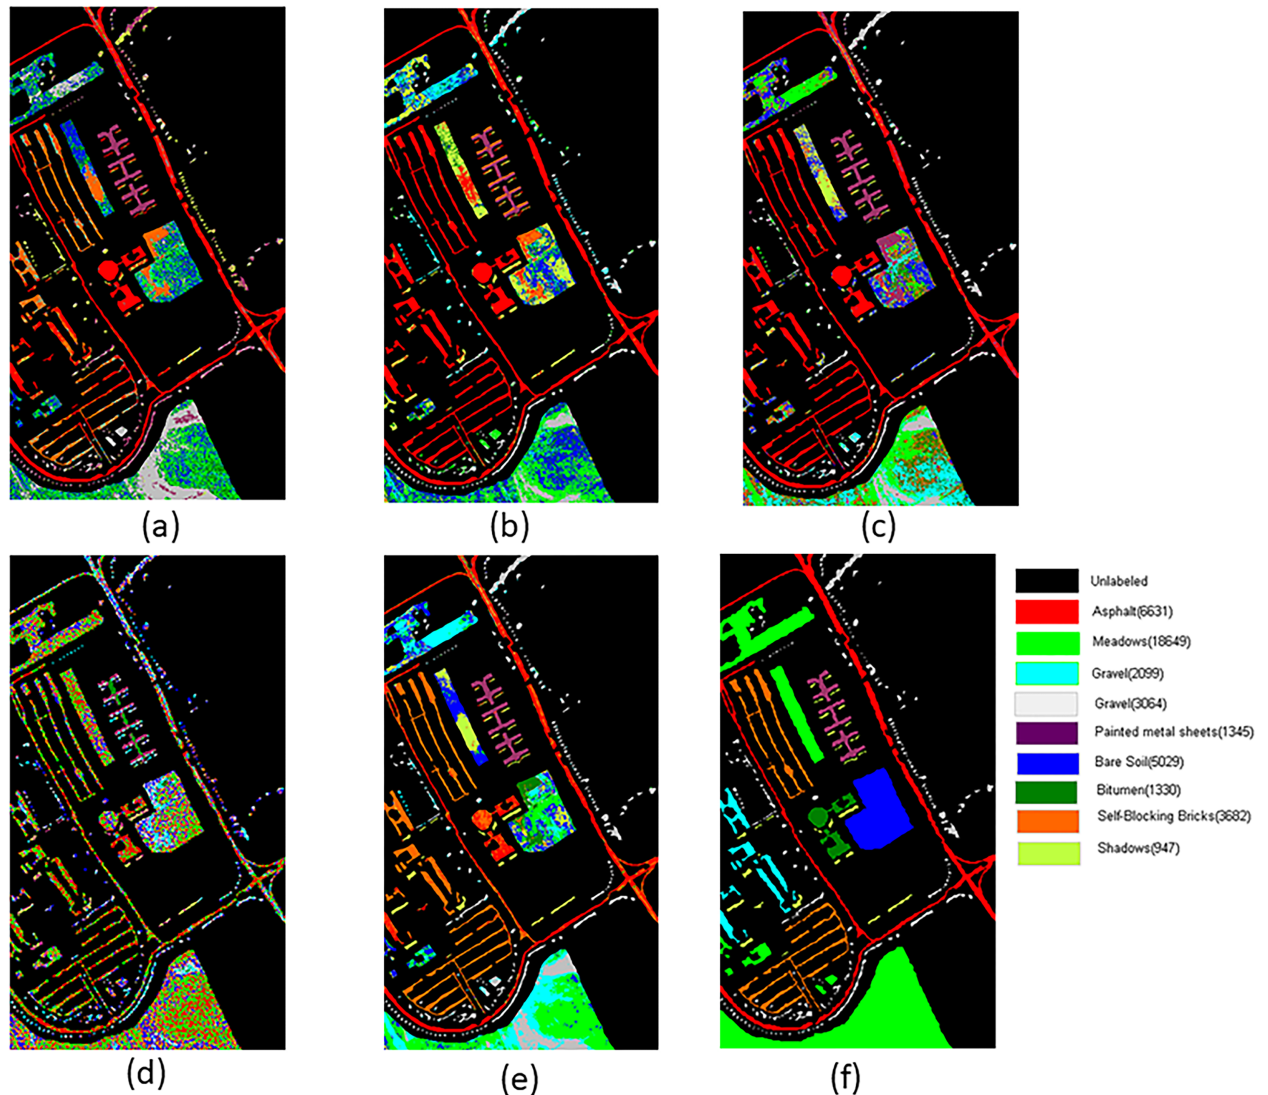 (a)
(b)
(c)
(d)
(e)
(f)
Unlabeled
Asphalt(6631)
Meadows(18649)
Gravel(2099)
Gravel(3064)
Painted metal sheets(1345)
Bare Soil(5029)
Bitumen(1330)
Self-Blocking Bricks(3682)
Shadows(947)